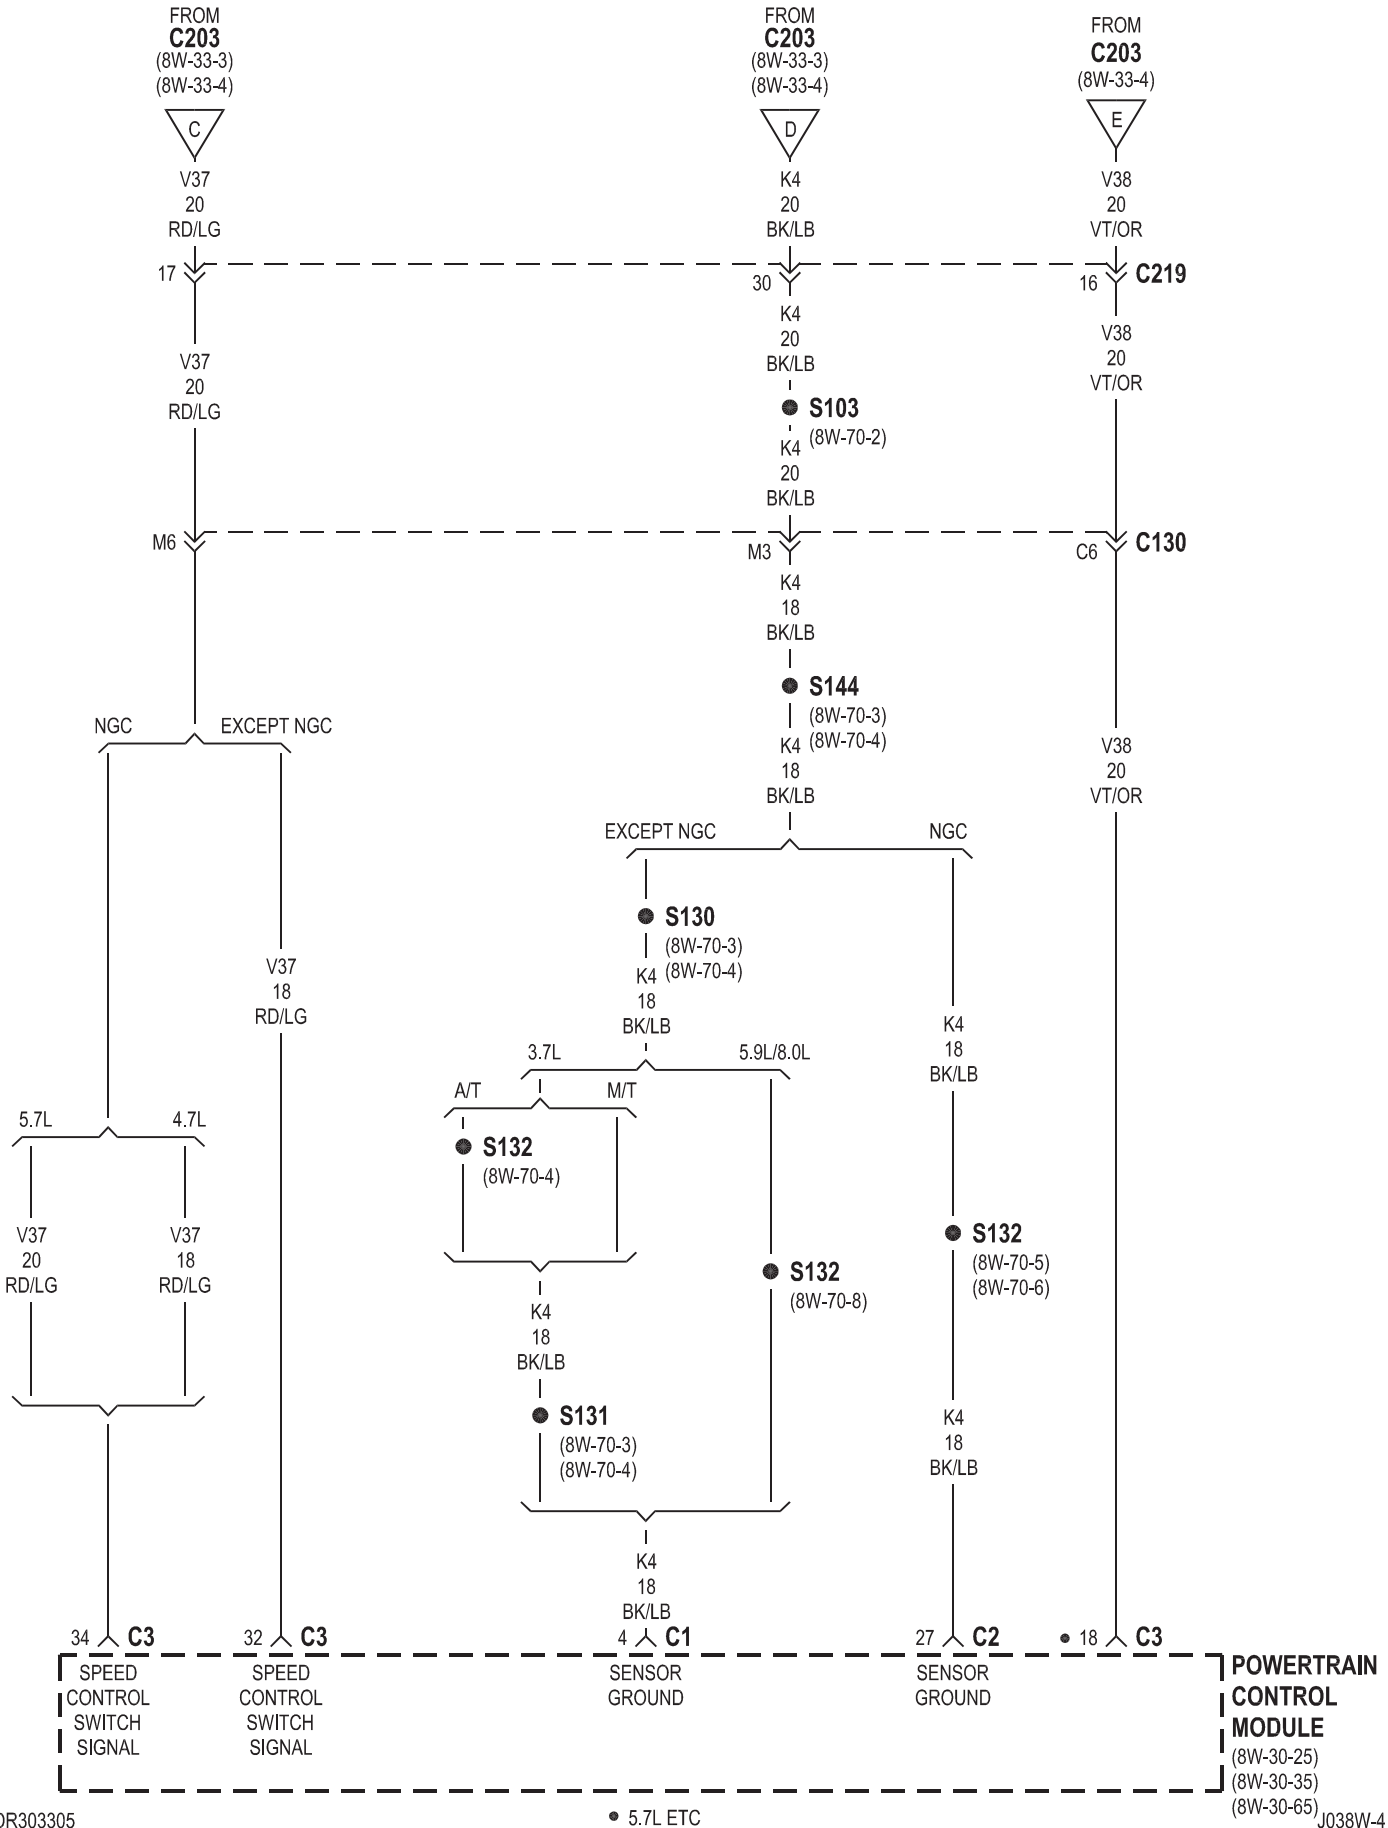 FROM
C203
(8W-33-3)
(8W-33-4)
C
V37
20
RD/LG
FROM
C203
(8W-33-3)
(8W-33-4)
D
K4
20
BK/LB
FROM
C203
(8W-33-4)
E
V38
20
VT/OR
17
30
16
C219
V37
20
RD/LG
K4
20
BK/LB
S103
(8W-70-2)
K4
20
BK/LB
V38
20
VT/OR
M6
M3
C6
C130
K4
18
BK/LB
S144
(8W-70-3)
(8W-70-4)
K4
18
BK/LB
V38
20
VT/OR
NGC
EXCEPT NGC
EXCEPT NGC
NGC
S130
(8W-70-3)
(8W-70-4)
K4
18
BK/LB
V37
18
RD/LG
K4
18
BK/LB
3.7L
5.9L/8.0L
A/T
M/T
5.7L
4.7L
S132
(8W-70-4)
V37
20
RD/LG
V37
18
RD/LG
S132
(8W-70-8)
S132
(8W-70-5)
(8W-70-6)
K4
18
BK/LB
S131
(8W-70-3)
(8W-70-4)
K4
18
BK/LB
K4
18
BK/LB
34 C3
32 C3
4 C1
27 C2
• 18 C3
SPEED
CONTROL
SWITCH
SIGNAL
SPEED
CONTROL
SWITCH
SIGNAL
SENSOR
GROUND
SENSOR
GROUND
POWERTRAIN
CONTROL
MODULE
(8W-30-25)
(8W-30-35)
(8W-30-65)
DR303305
• 5.7L ETC
J038W-4